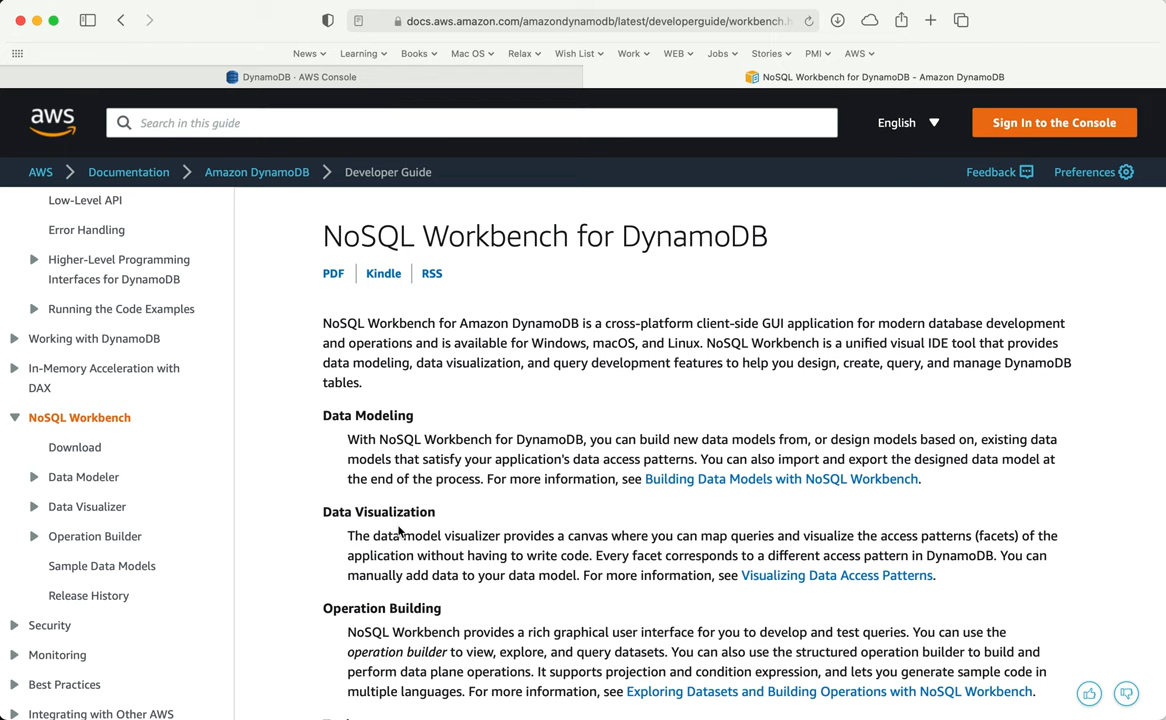 docs.aws.amazon.com/amazondynamodb/latest/developerguide/workbench.h
News Learning Books Mac OS Relax Wish List Work WEB Jobs Stories PMI AWS
DynamoDB · AWS Console
NoSQL Workbench for DynamoDB - Amazon DynamoDB
aws
Search in this guide
English
Sign In to the Console
AWS
Documentation
Amazon DynamoDB
Developer Guide
Feedback
Preferences
Low-Level API
Error Handling
Higher-Level Programming
Interfaces for DynamoDB
Running the Code Examples
Working with DynamoDB
In-Memory Acceleration with
DAX
NoSQL Workbench
Download
Data Modeler
Data Visualizer
Operation Builder
Sample Data Models
Release History
Security
Monitoring
Best Practices
Integrating with Other AWS
NoSQL Workbench for DynamoDB
PDF
Kindle
RSS
NoSQL Workbench for Amazon DynamoDB is a cross-platform client-side GUI application for modern database development
and operations and is available for Windows, macOS, and Linux. NoSQL Workbench is a unified visual IDE tool that provides
data modeling, data visualization, and query development features to help you design, create, query, and manage DynamoDB
tables.
Data Modeling
With NoSQL Workbench for DynamoDB, you can build new data models from, or design models based on, existing data
models that satisfy your application's data access patterns. You can also import and export the designed data model at
the end of the process. For more information, see Building Data Models with NoSQL Workbench.
Data Visualization
The data model visualizer provides a canvas where you can map queries and visualize the access patterns (facets) of the
application without having to write code. Every facet corresponds to a different access pattern in DynamoDB. You can
manually add data to your data model. For more information, see Visualizing Data Access Patterns.
Operation Building
NoSQL Workbench provides a rich graphical user interface for you to develop and test queries. You can use the
operation builder to view, explore, and query datasets. You can also use the structured operation builder to build and
perform data plane operations. It supports projection and condition expression, and lets you generate sample code in
multiple languages. For more information, see Exploring Datasets and Building Operations with NoSQL Workbench.